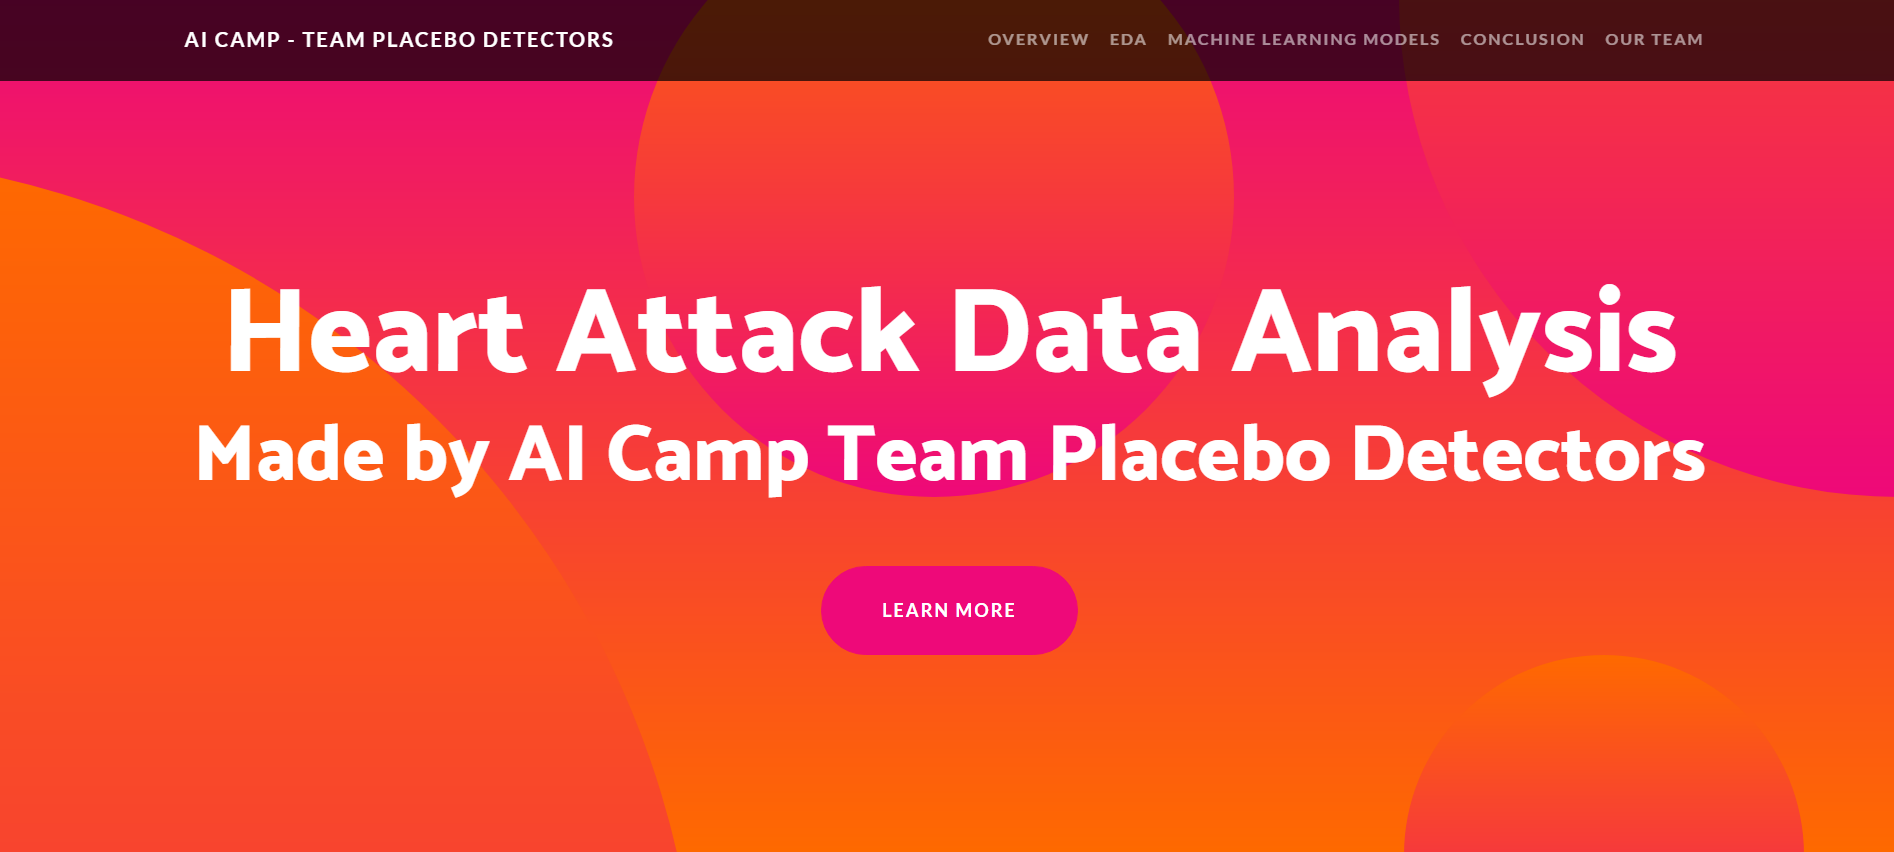 AI CAMP - TEAM PLACEBO DETECTORS
OVERVIEW EDA MACHINE LEARNING MODELS CONCLUSION OUR TEAM
Heart Attack Data Analysis
Made by AI Camp Team Placebo Detectors
LEARN MORE